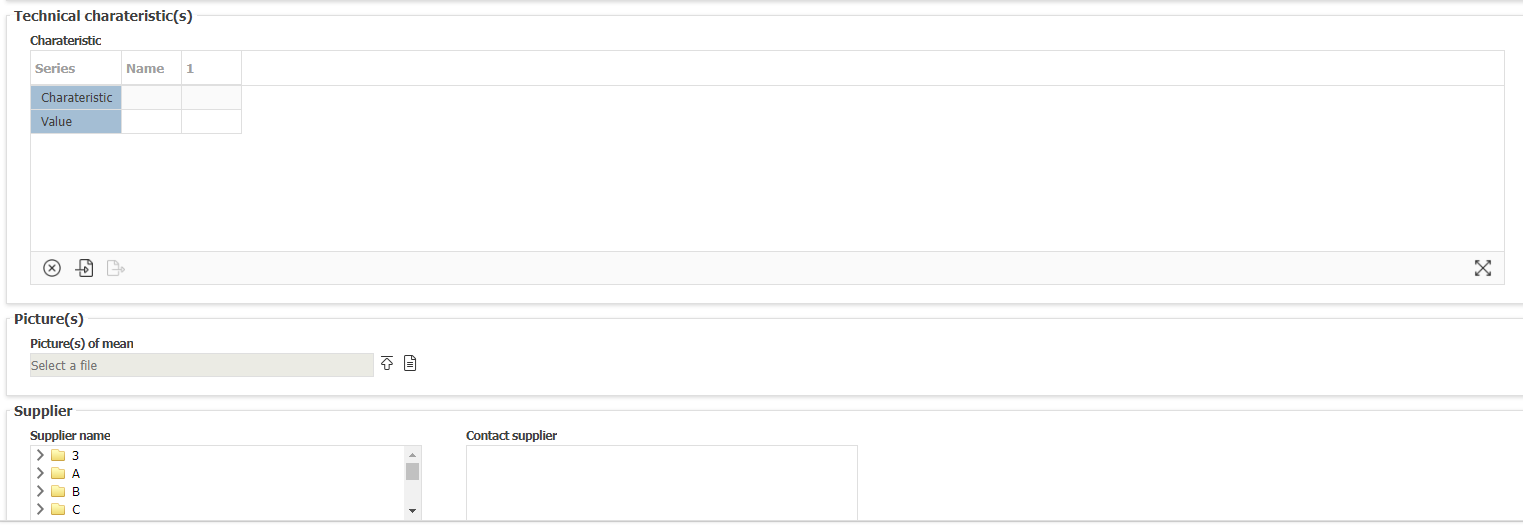 Technical charateristic(s)
Charateristic
Series Name 1
Charateristic
Value
Picture(s)
Picture(s) of mean
Select a file
Supplier
Supplier name Contact supplier
3
A
B
C